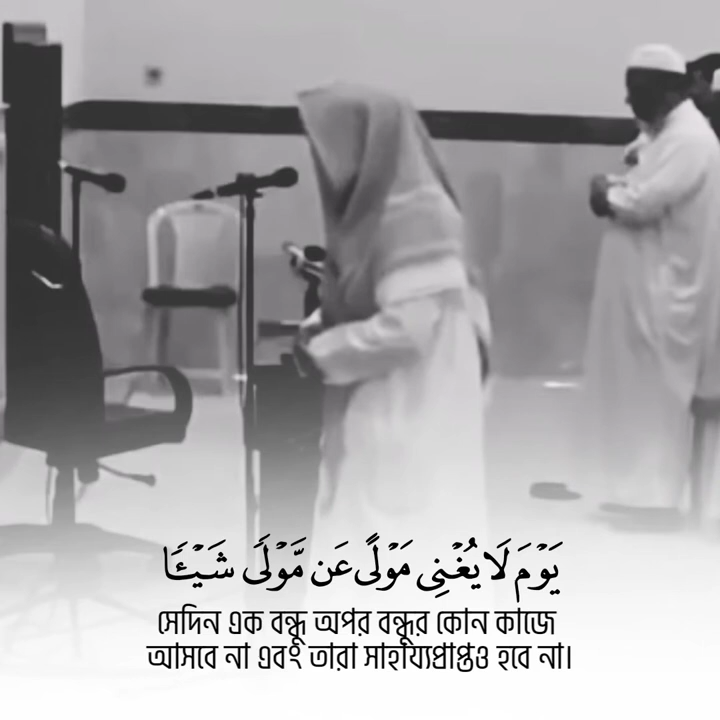 يَوْمَ لَا يُغْنِى مَوْلًى عَن مَّوْلًى شَيْـًٔا
সেদিন এক বন্ধু অপর বন্ধুর কোন কাজে
আসবে না এবং তারা সাহায্যপ্রাপ্তও হবে না।